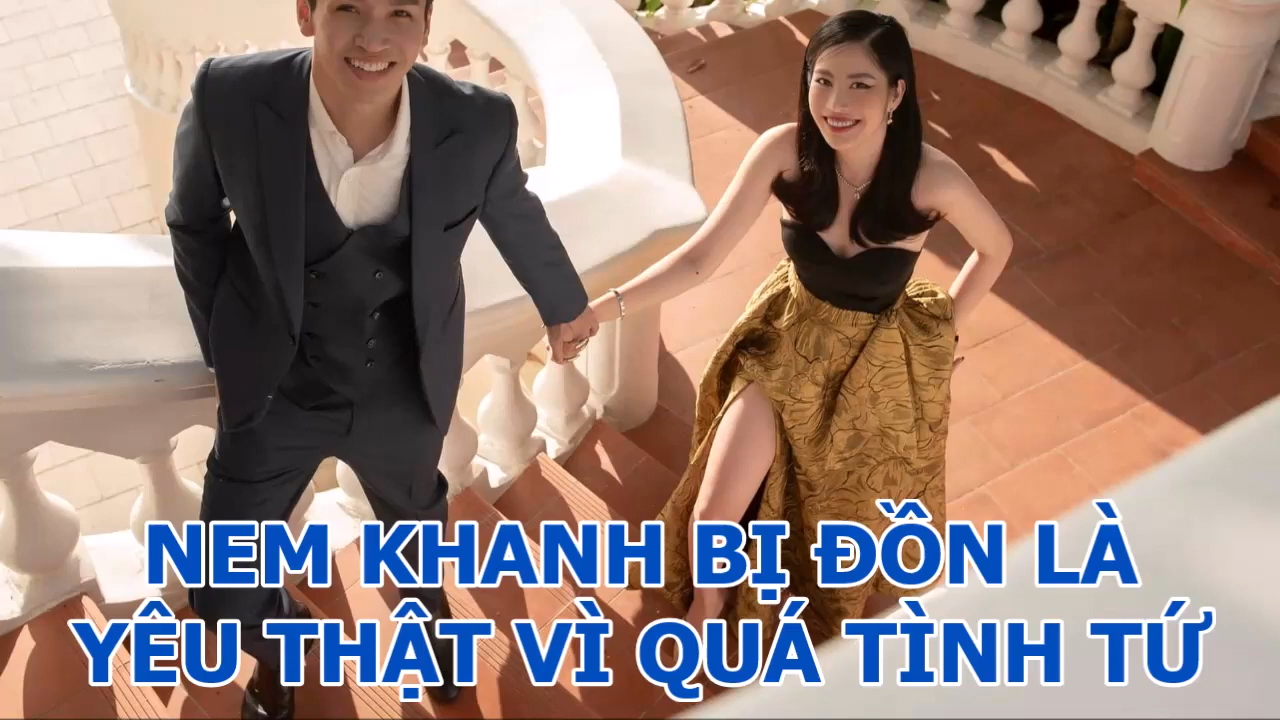 NEM KHANH BỊ ĐỒN LÀ
YÊU THẬT VÌ QUÁ TÌNH TỨ